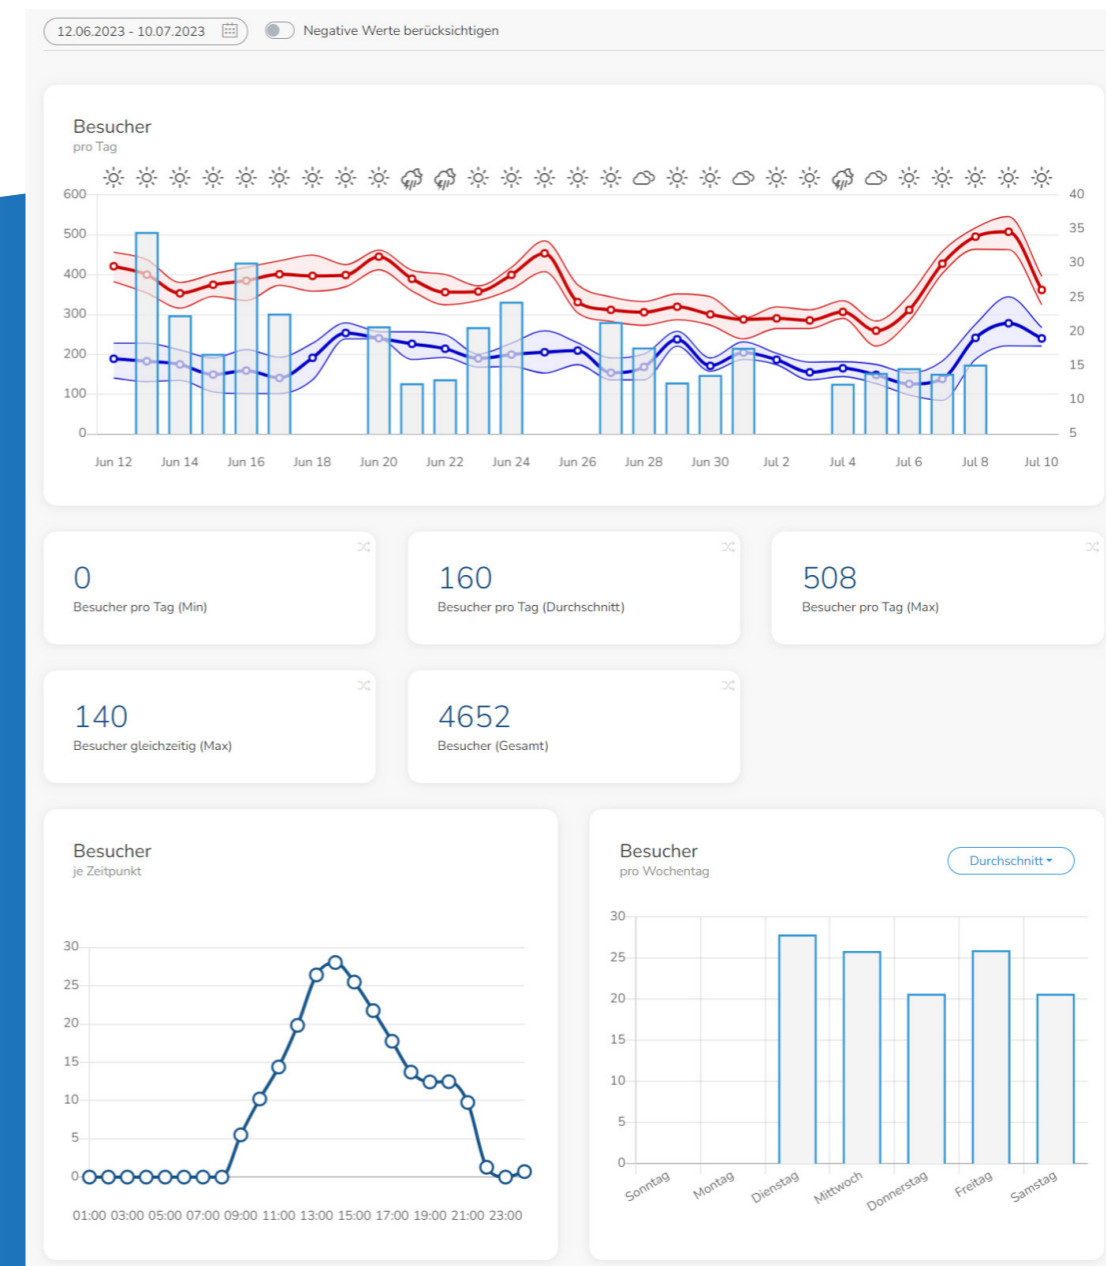 12.06.2023 - 10.07.2023 Negative Werte berücksichtigen
Besucher
pro Tag
600 40
500 35
400 30
300 25
200 20
100 15
0 10
5
Jun 12 Jun 14 Jun 16 Jun 18 Jun 20 Jun 22 Jun 24 Jun 26 Jun 28 Jun 30 Jul 2 Jul 4 Jul 6 Jul 8 Jul 10
0 160 508
Besucher pro Tag (Min) Besucher pro Tag (Durchschnitt) Besucher pro Tag (Max)
140 4652
Besucher gleichzeitig (Max) Besucher (Gesamt)
Besucher
je Zeitpunkt
30
25
20
15
10
5
0
01:00 03:00 05:00 07:00 09:00 11:00 13:00 15:00 17:00 19:00 21:00 23:00
Besucher
pro Wochentag
Durchschnitt
30
25
20
15
10
5
0
Sonntag Montag Dienstag Mittwoch Donnerstag Freitag Samstag